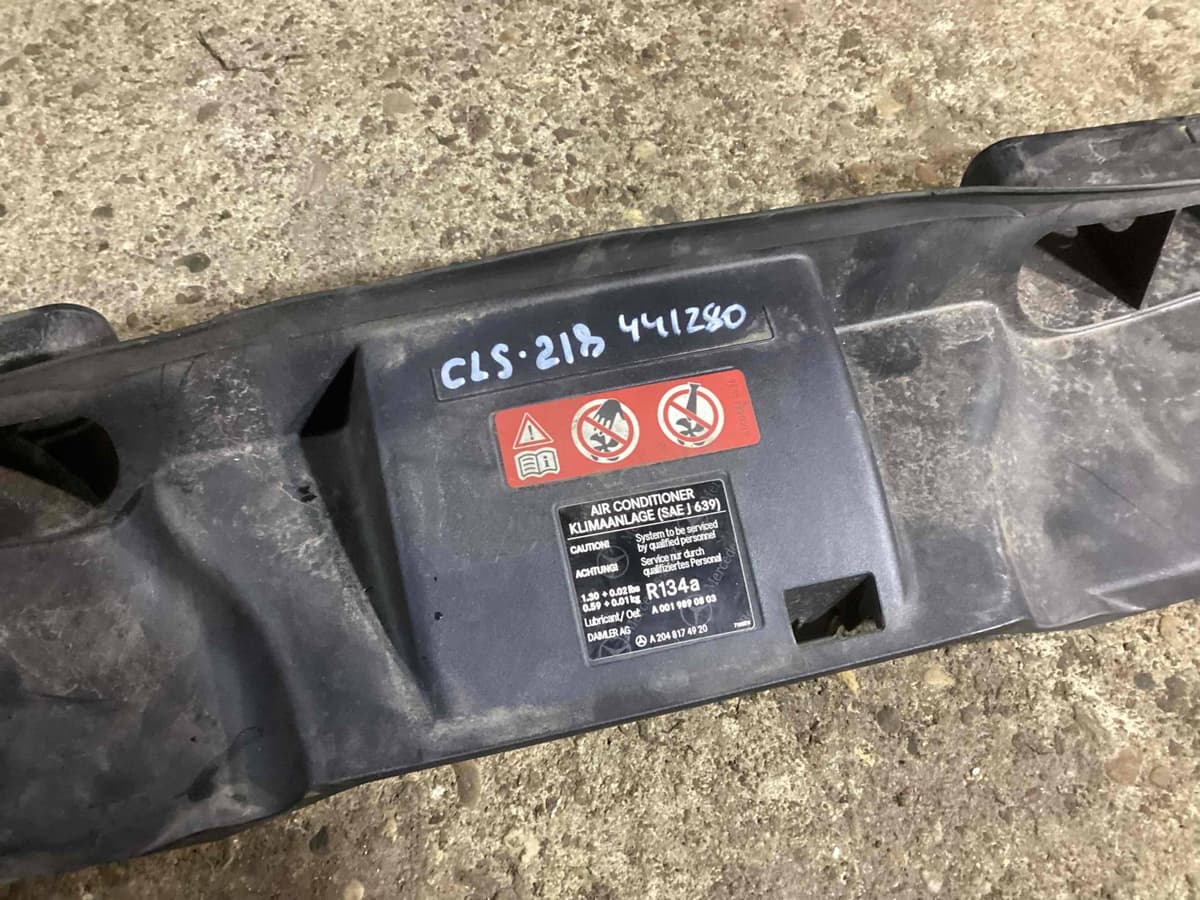 CLS·218 441280
AIR CONDITIONER
KLIMAANLAGE (SAE J 639)
CAUTION! System to be serviced
by qualified personnel
ACHTUNG! Service nur durch
qualifiziertes Personal
1.30 + 0.02 lbs
0.59 + 0.01 kg R134a
Lubricant/ Oel: A 001 989 08 03
DAIMLER AG A 204 817 49 20